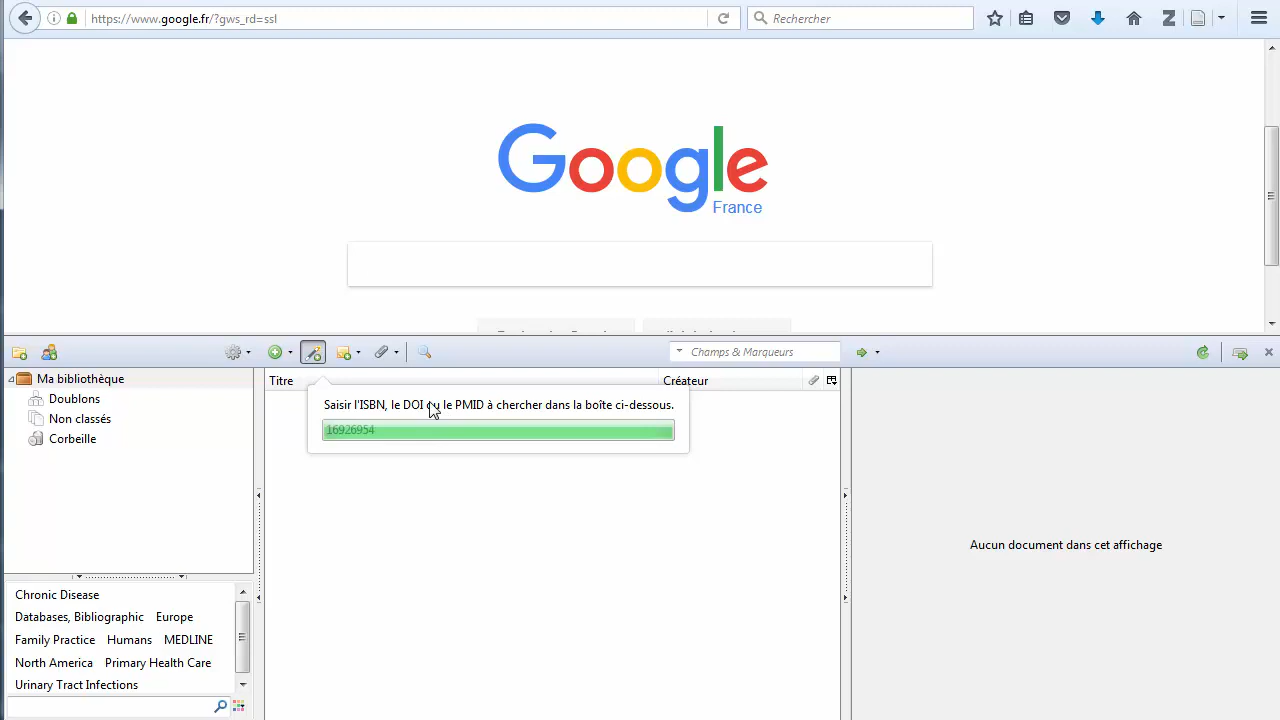 https://www.google.fr/?gws_rd=ssl
Rechercher
Google
France
Champs & Marqueurs
Ma bibliothèque
Doublons
Non classés
Corbeille
Titre
Créateur
Saisir l'ISBN, le DOI ou le PMID à chercher dans la boîte ci-dessous.
16926954
Aucun document dans cet affichage
Chronic Disease
Databases, Bibliographic Europe
Family Practice Humans MEDLINE
North America Primary Health Care
Urinary Tract Infections